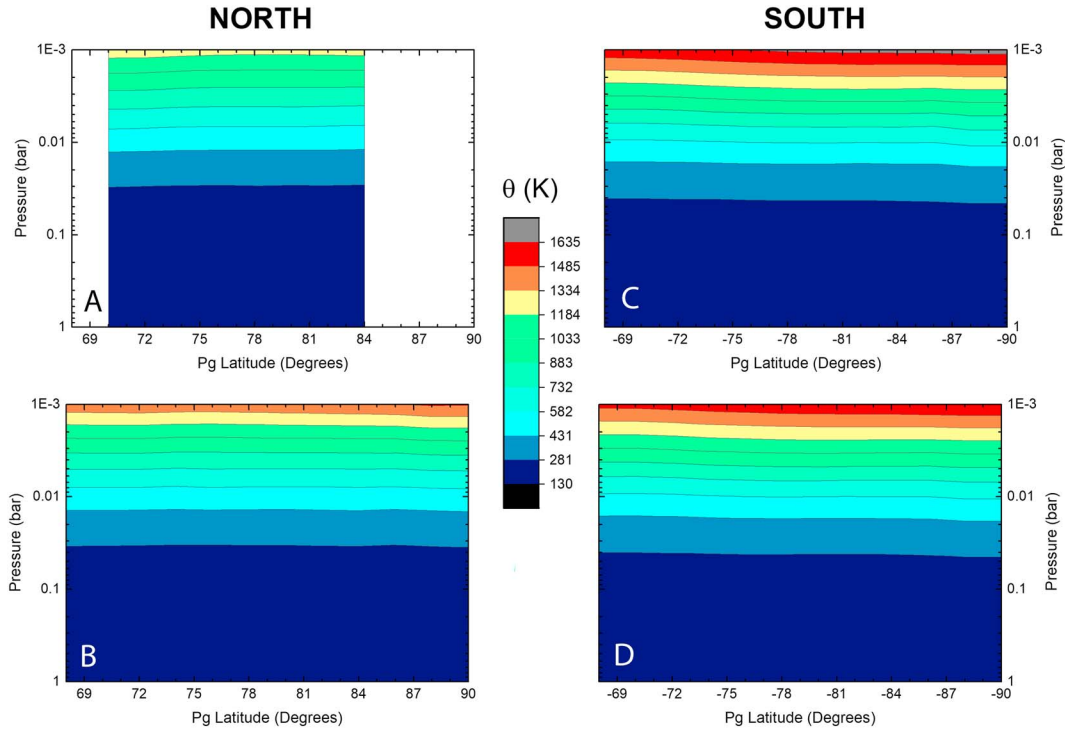 NORTH
SOUTH
1E-3
0.01
0.1
1
Pressure (bar)
A
69 72 75 78 81 84 87 90
Pg Latitude (Degrees)
1E-3
0.01
0.1
1
Pressure (bar)
C
-69 -72 -75 -78 -81 -84 -87 -90
Pg Latitude (Degrees)
θ (K)
1635
1485
1334
1184
1033
883
732
582
431
281
130
1E-3
0.01
0.1
1
Pressure (bar)
B
69 72 75 78 81 84 87 90
Pg Latitude (Degrees)
1E-3
0.01
0.1
1
Pressure (bar)
D
-69 -72 -75 -78 -81 -84 -87 -90
Pg Latitude (Degrees)